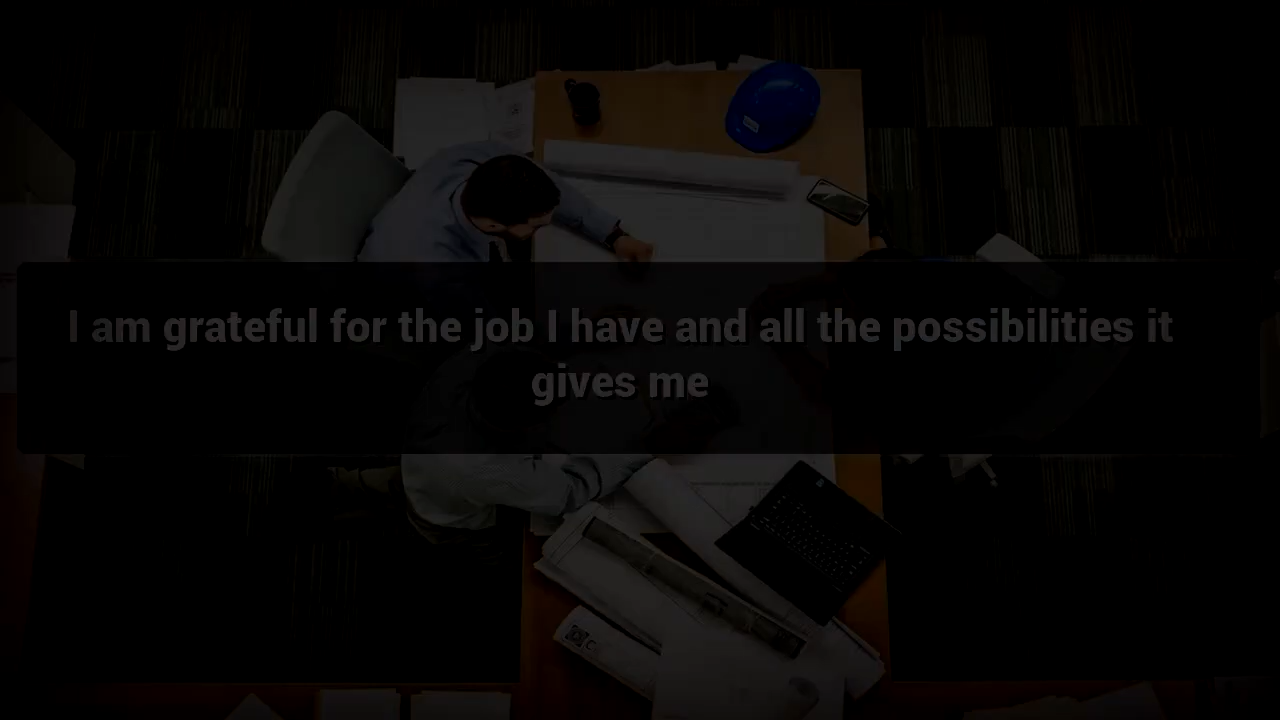 I am grateful for the job I have and all the possibilities it
gives me